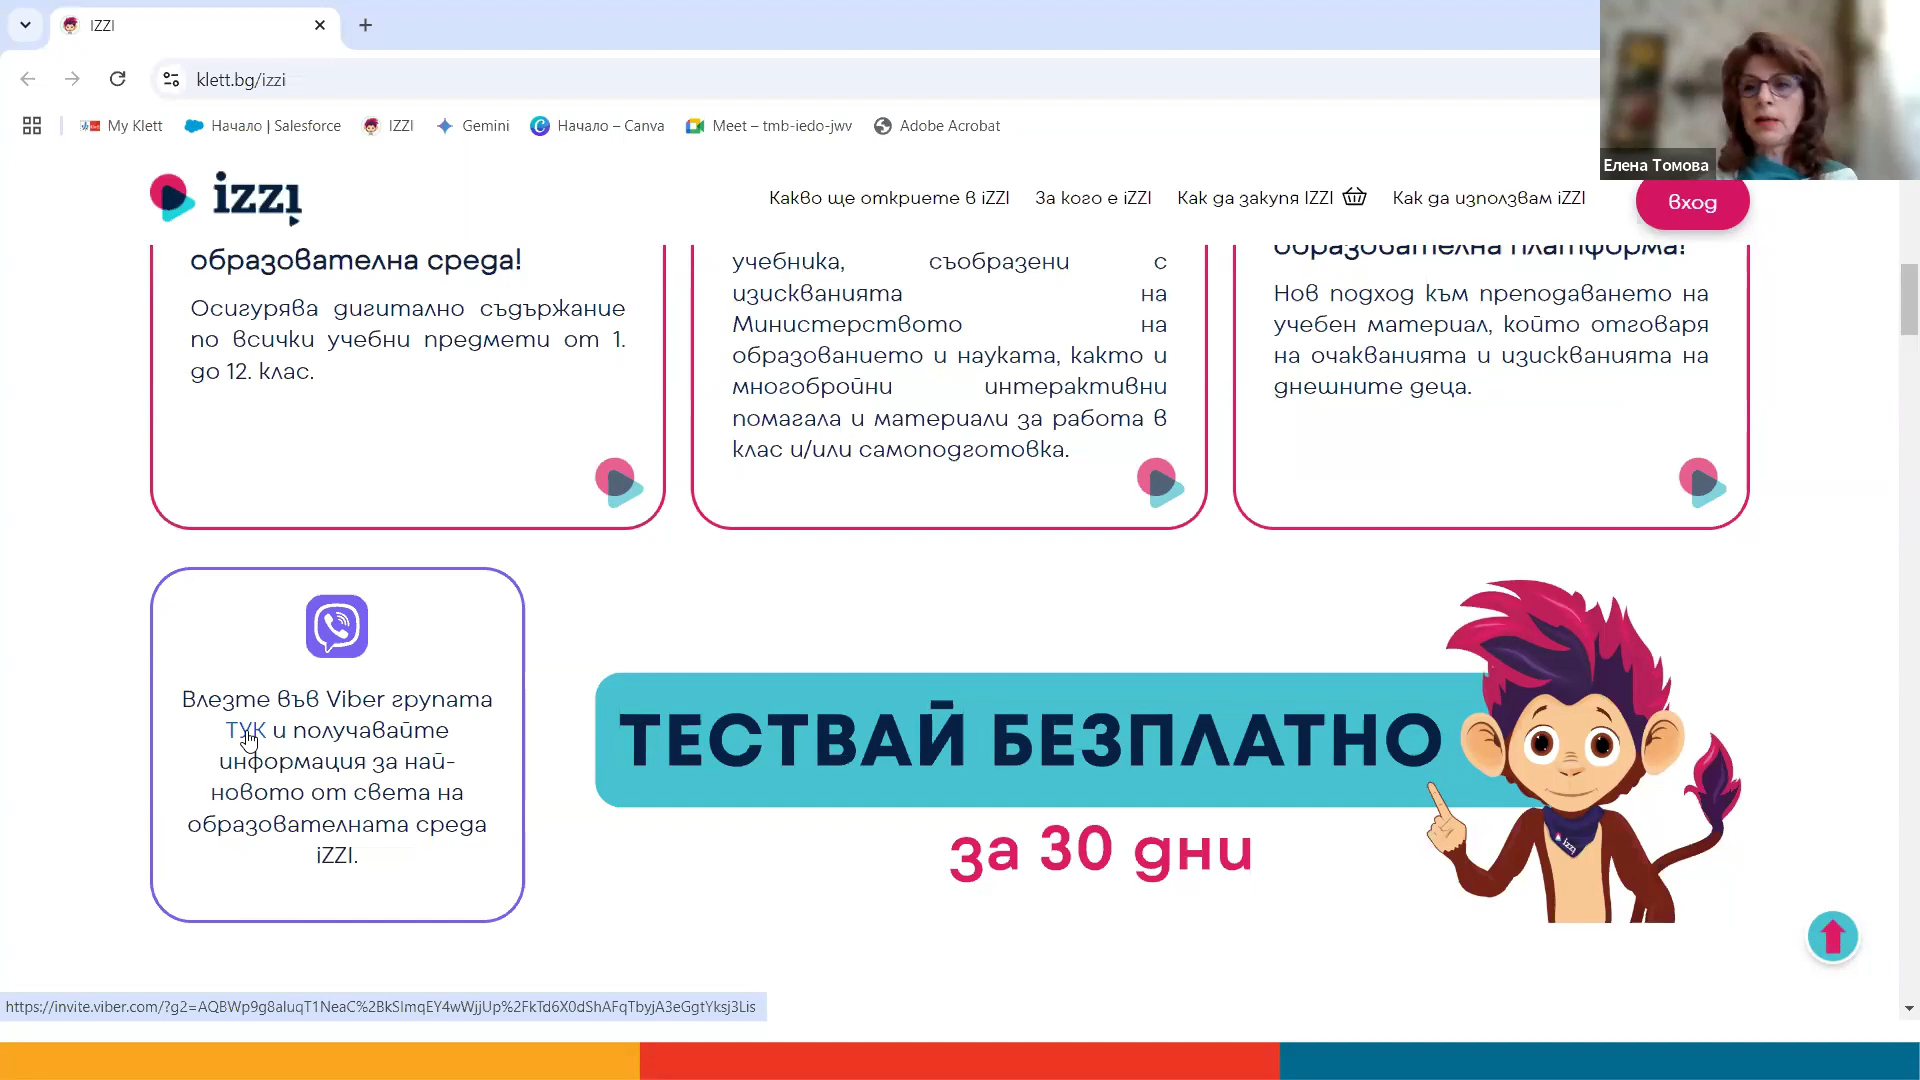 IZZI
klett.bg/izzi
My Klett
Начало | Salesforce
IZZI
Gemini
Начало – Canva
Meet – tmb-iedo-jwv
Adobe Acrobat
Елена Томова
izzi
Какво ще откриете в iZZI
За кого е iZZI
Как да закупя IZZI
Как да използвам iZZI
вход
образователна среда!
Осигурява дигитално съдържание
по всички учебни предмети от 1.
до 12. клас.
учебника, съобразени с
изискванията на
Министерството на
образованието и науката, както и
многобройни интерактивни
помагала и материали за работа в
клас и/или самоподготовка.
образователна платформа!
Нов подход към преподаването на
учебен материал, който отговаря
на очакванията и изискванията на
днешните деца.
Влезте във Viber групата
ТУК и получавайте
информация за най-
новото от света на
образователната среда
iZZI.
ТЕСТВАЙ БЕЗПЛАТНО
за 30 дни
izzi
https://invite.viber.com/?g2=AQBWp9g8aluqT1NeaC%2BkSImqEY4wWjjUp%2FkTd6X0dShAFqTbyjA3eGgtYksj3Lis